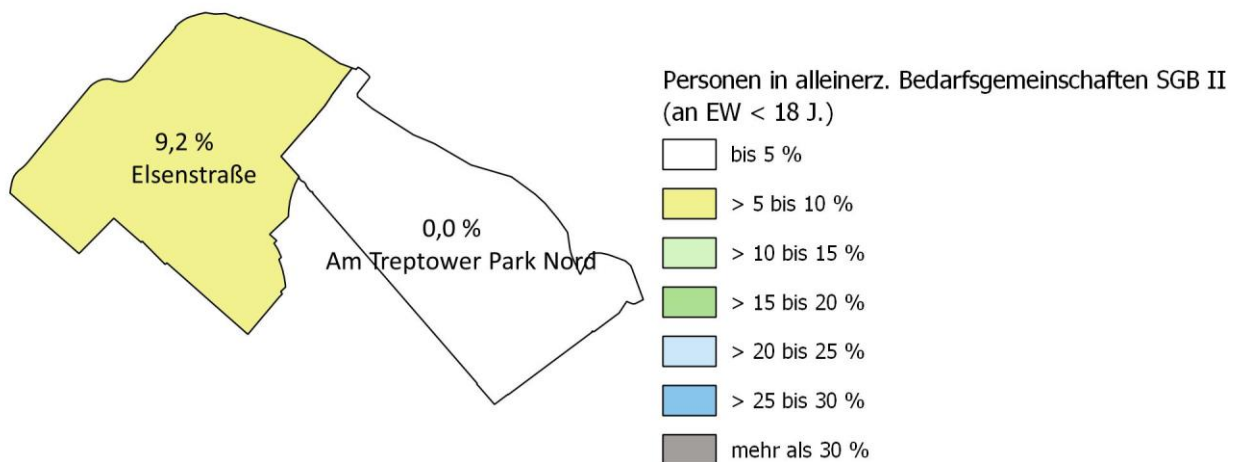 9,2 %
Elsenstraße
0,0 %
Am Treptower Park Nord
Personen in alleinerz. Bedarfsgemeinschaften SGB II
(an EW < 18 J.)
bis 5 %
> 5 bis 10 %
> 10 bis 15 %
> 15 bis 20 %
> 20 bis 25 %
> 25 bis 30 %
mehr als 30 %